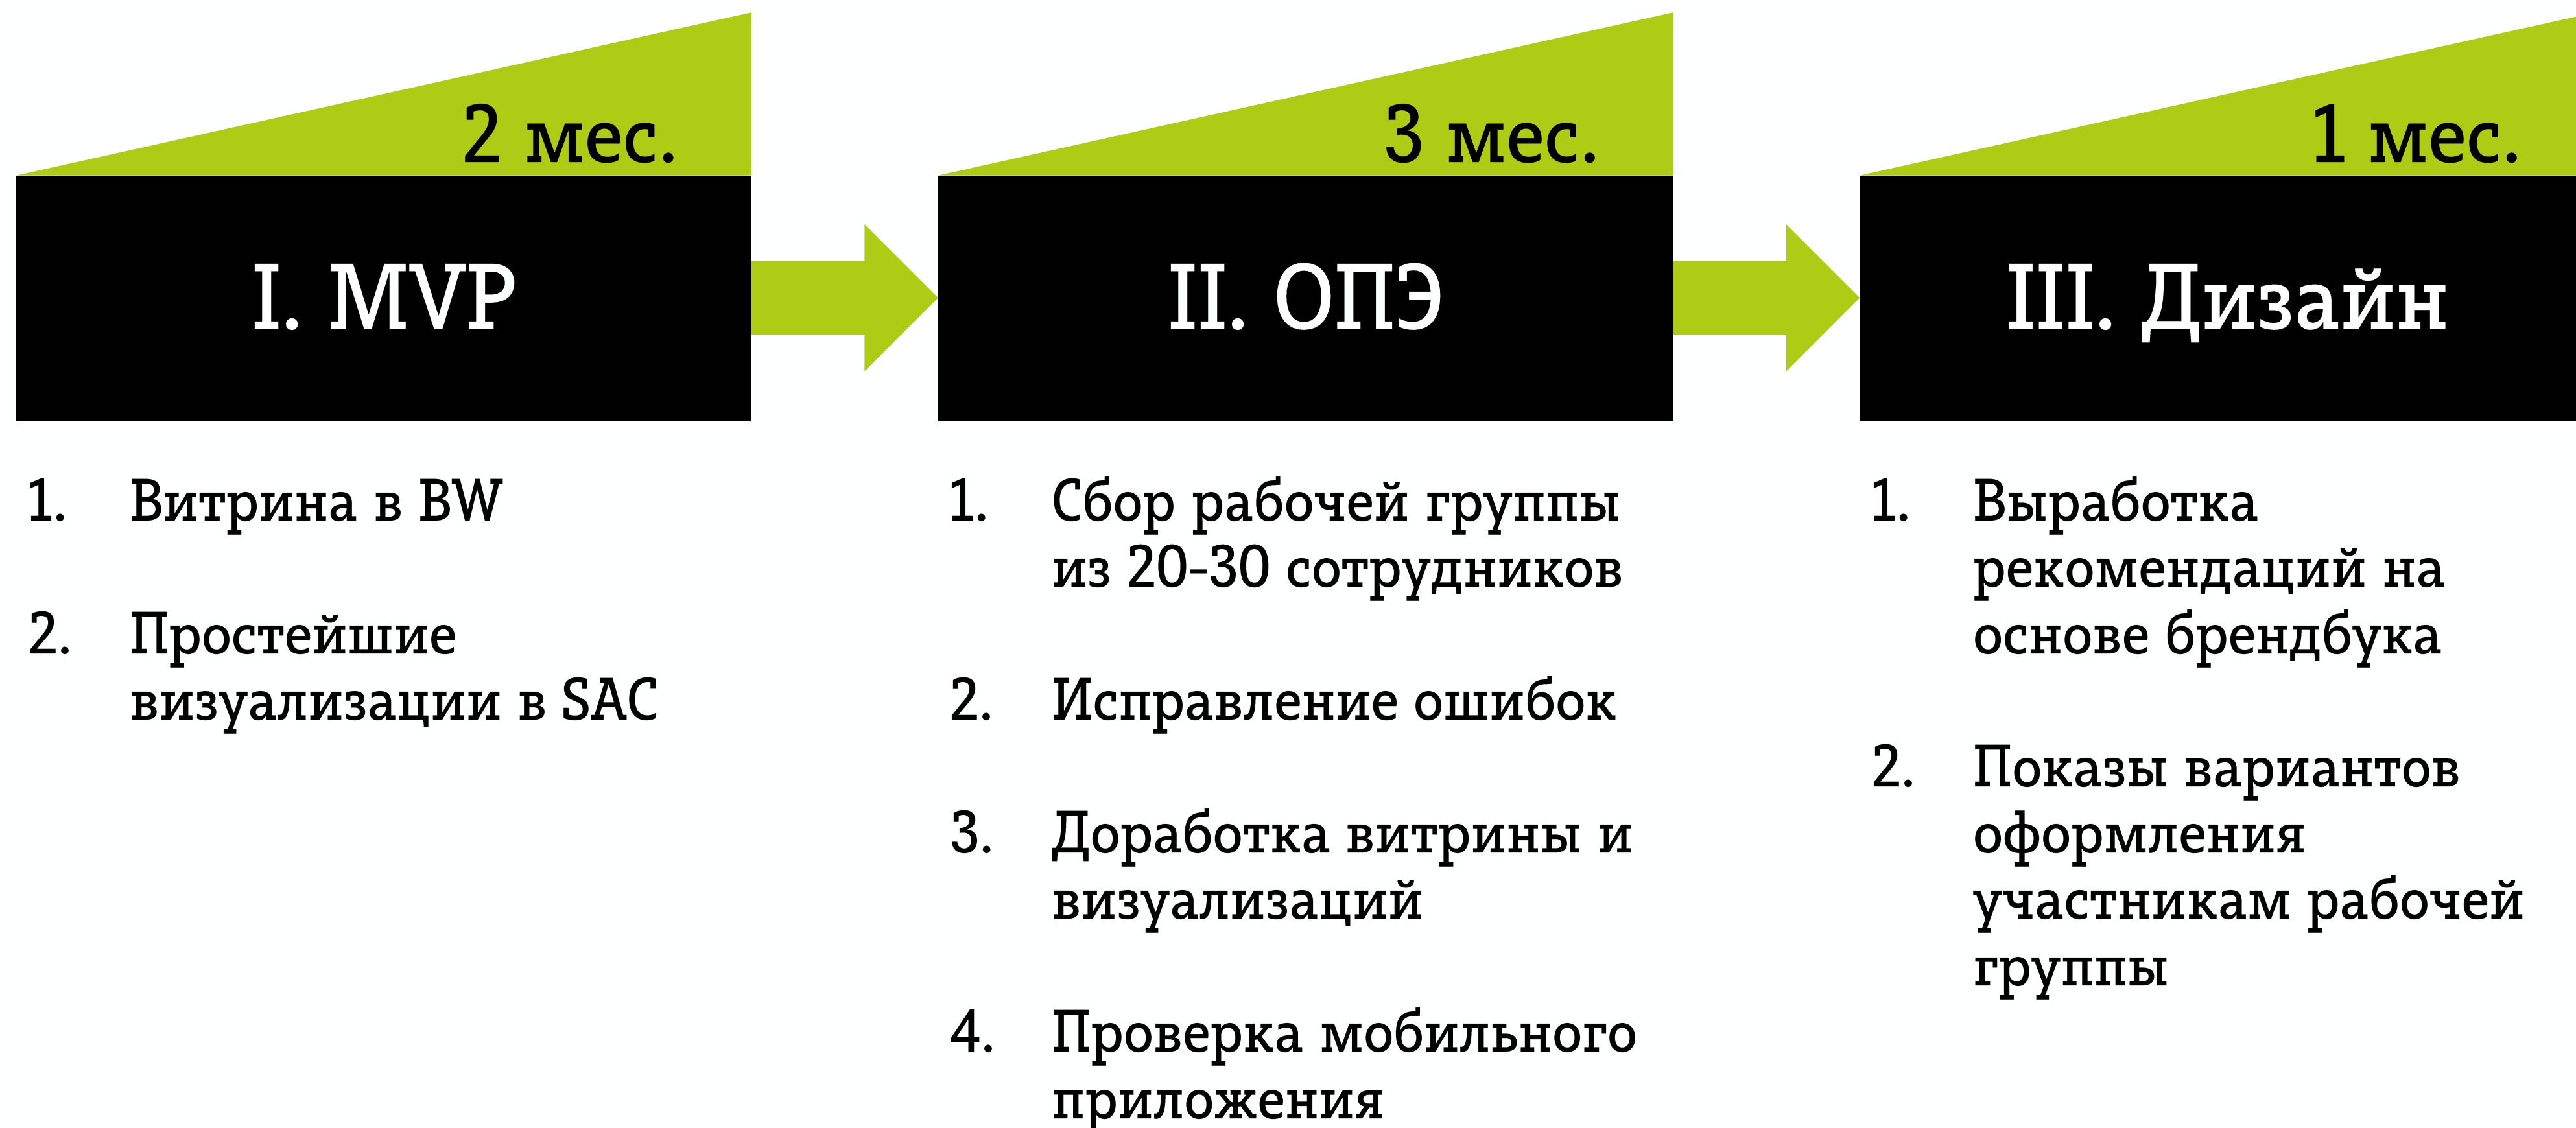 2 мес.
I. MVP
1. Витрина в BW
2. Простейшие
визуализации в SAC
3 мес.
II. ОПЭ
1. Сбор рабочей группы
из 20-30 сотрудников
2. Исправление ошибок
3. Доработка витрины и
визуализаций
4. Проверка мобильного
приложения
1 мес.
III. Дизайн
1. Выработка
рекомендаций на
основе брендбука
2. Показы вариантов
оформления
участникам рабочей
группы